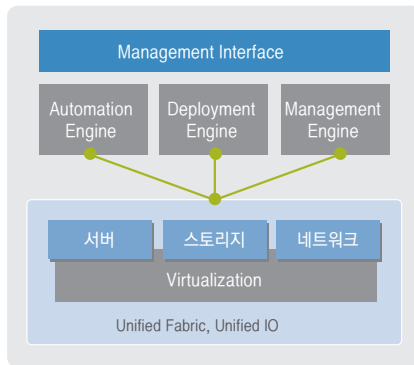 Management Interface
Automation
Engine
Deployment
Engine
Management
Engine
서버
스토리지
네트워크
Virtualization
Unified Fabric, Unified IO